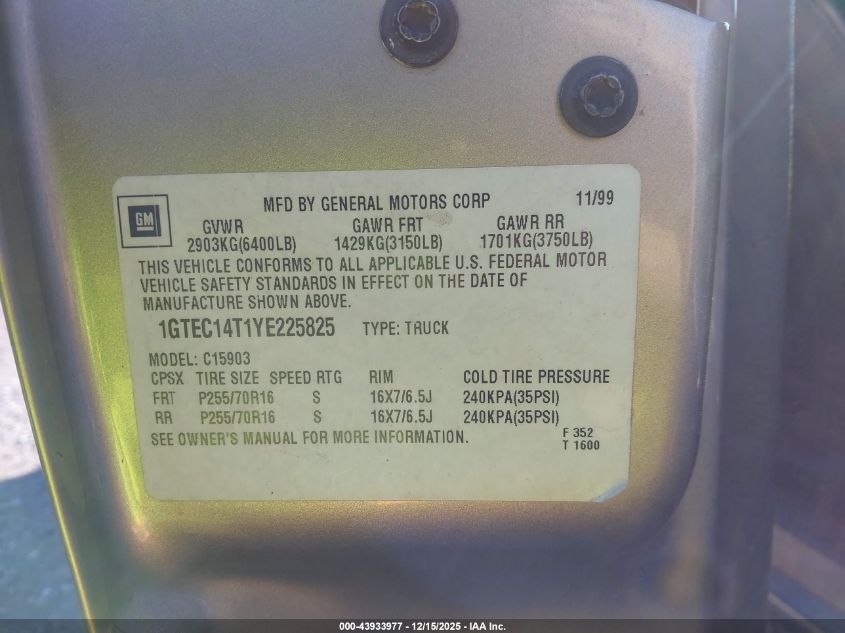 GM
MFD BY GENERAL MOTORS CORP 11/99
GVWR GAWR FRT GAWR RR
2903KG(6400LB) 1429KG(3150LB) 1701KG(3750LB)
THIS VEHICLE CONFORMS TO ALL APPLICABLE U.S. FEDERAL MOTOR
VEHICLE SAFETY STANDARDS IN EFFECT ON THE DATE OF
MANUFACTURE SHOWN ABOVE.
1GTEC14T1YE225825 TYPE: TRUCK
MODEL: C15903
CPSX TIRE SIZE SPEED RTG RIM COLD TIRE PRESSURE
FRT P255/70R16 S 16X7/6.5J 240KPA(35PSI)
RR P255/70R16 S 16X7/6.5J 240KPA(35PSI)
SEE OWNER'S MANUAL FOR MORE INFORMATION.
F 352
T 1600
000-43933977 - 12/15/2025 - IAA Inc.